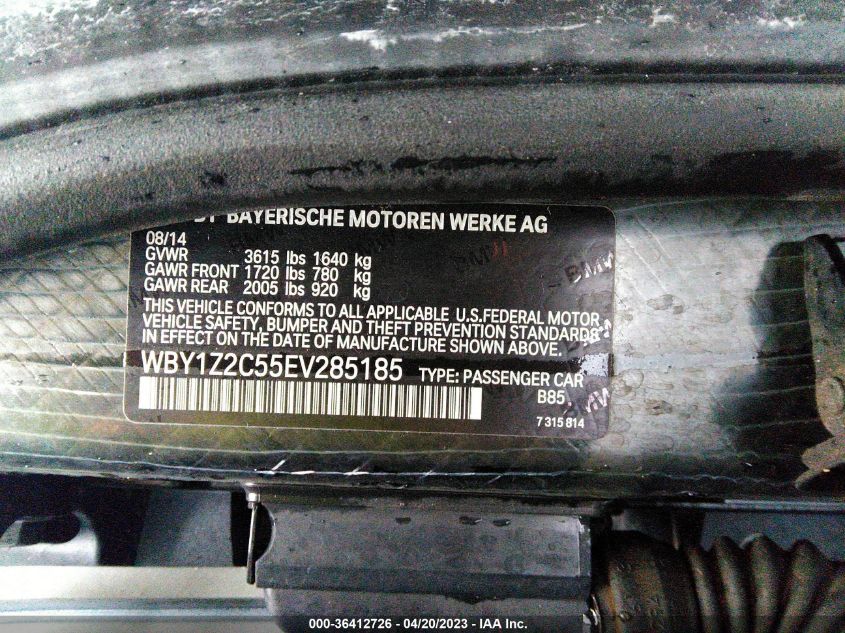 BAYERISCHE MOTOREN WERKE AG
08/14
GVWR 3615 lbs 1640 kg
GAWR FRONT 1720 lbs 780 kg
GAWR REAR 2005 lbs 920 kg
THIS VEHICLE CONFORMS TO ALL APPLICABLE U.S.FEDERAL MOTOR
VEHICLE SAFETY, BUMPER AND THEFT PREVENTION STANDARDS
IN EFFECT ON THE DATE OF MANUFACTURE SHOWN ABOVE.
WBY1Z2C55EV285185 TYPE: PASSENGER CAR
B85
7 315 814
000-36412726 - 04/20/2023 - IAA Inc.